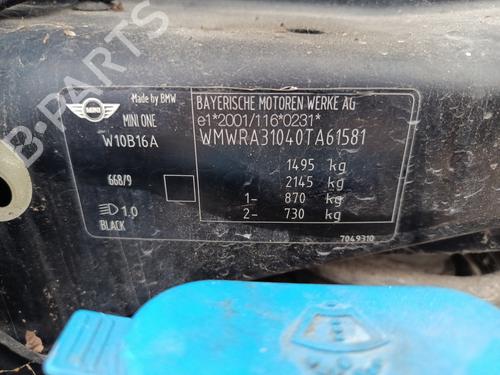 MINI
Made by BMW
MINI ONE
W10B16A
668/9
1.0
BLACK
BAYERISCHE MOTOREN WERKE AG
e1*2001/116*0231*
WMWRA31040TA61581
1495 kg
2145 kg
1- 870 kg
2- 730 kg
7049310